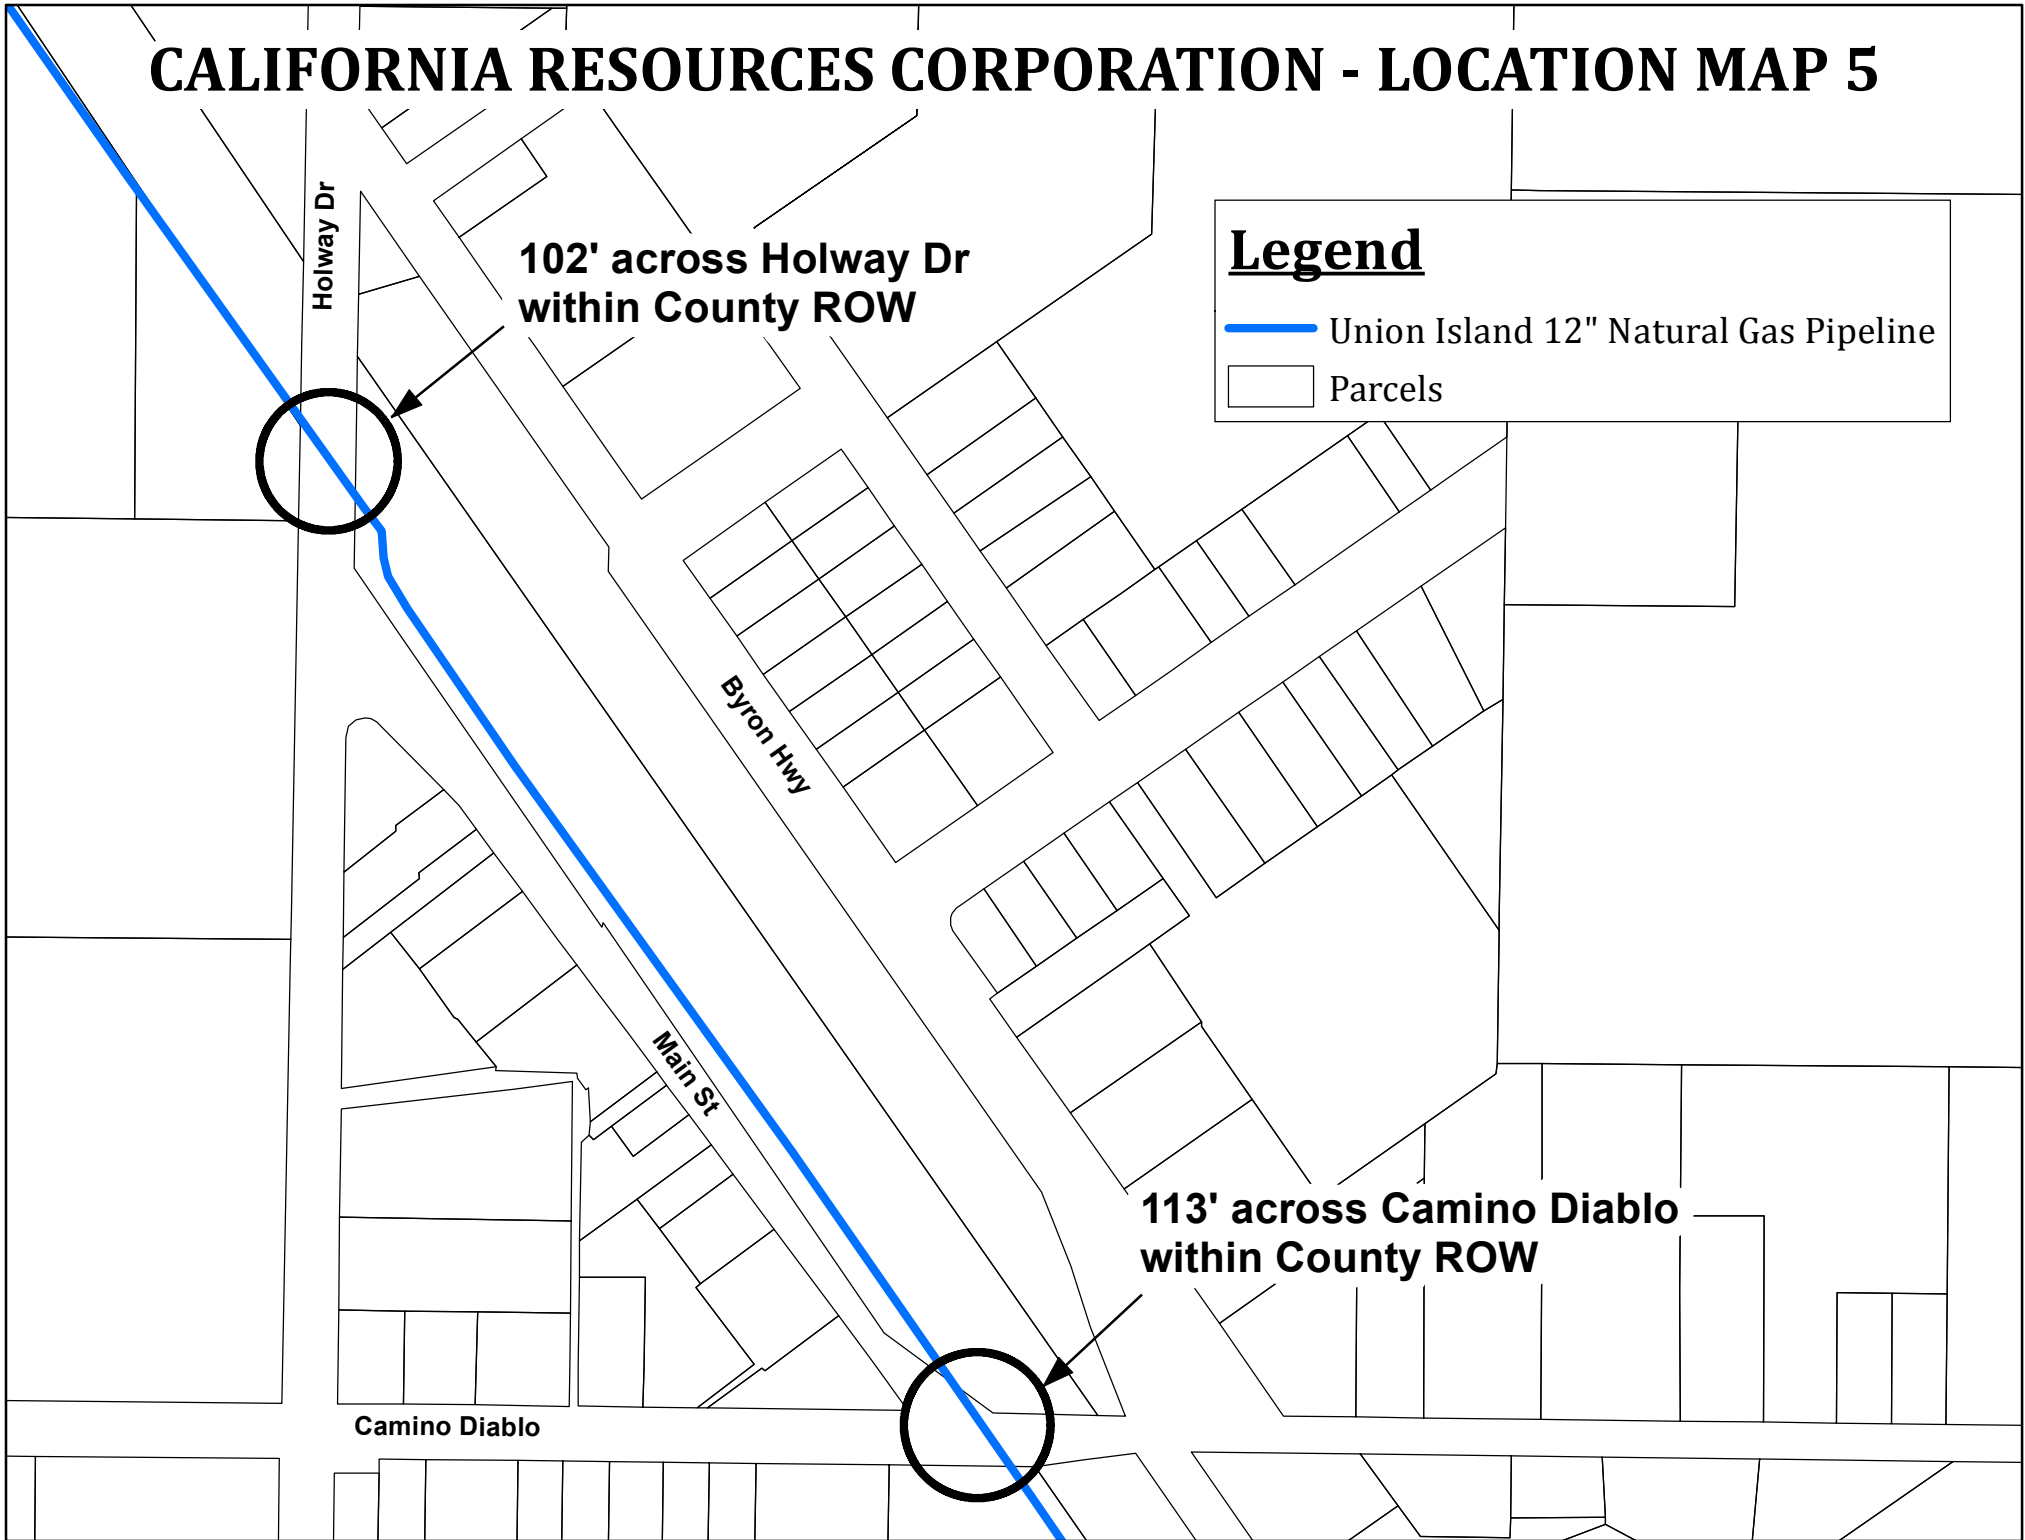 CALIFORNIA RESOURCES CORPORATION - LOCATION MAP 5
Holway Dr
102' across Holway Dr
within County ROW
Legend
Union Island 12" Natural Gas Pipeline
Parcels
Byron Hwy
Main St
113' across Camino Diablo
within County ROW
Camino Diablo